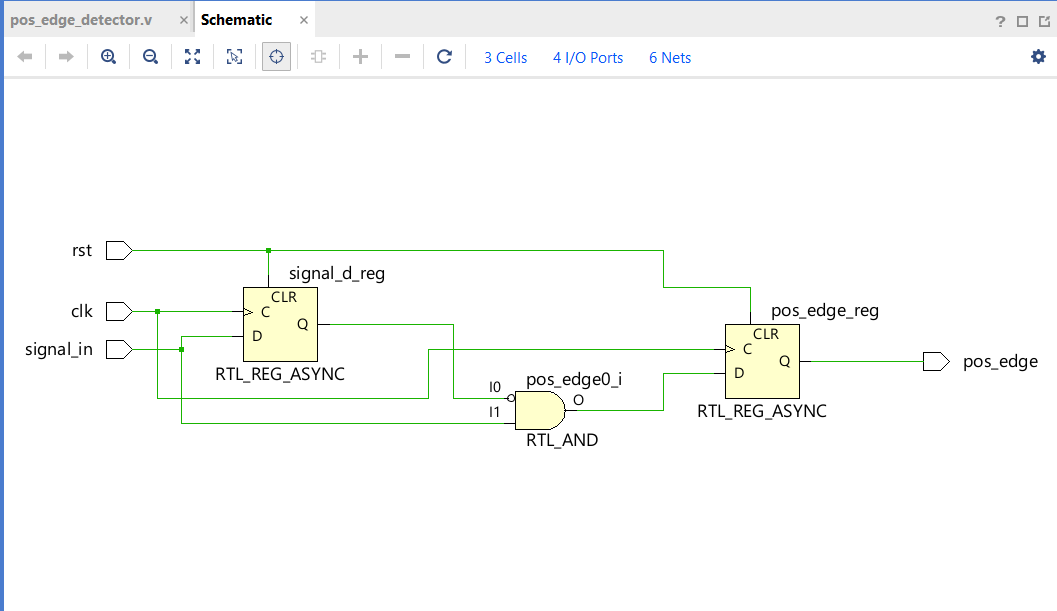 pos_edge_detector.v × Schematic × ?
3 Cells 4 I/O Ports 6 Nets
rst
signal_d_reg
CLR
clk
C
Q
D
signal_in
RTL_REG_ASYNC
pos_edge_reg
CLR
C
Q
D
pos_edge
RTL_REG_ASYNC
pos_edge0_i
I0
O
I1
RTL_AND